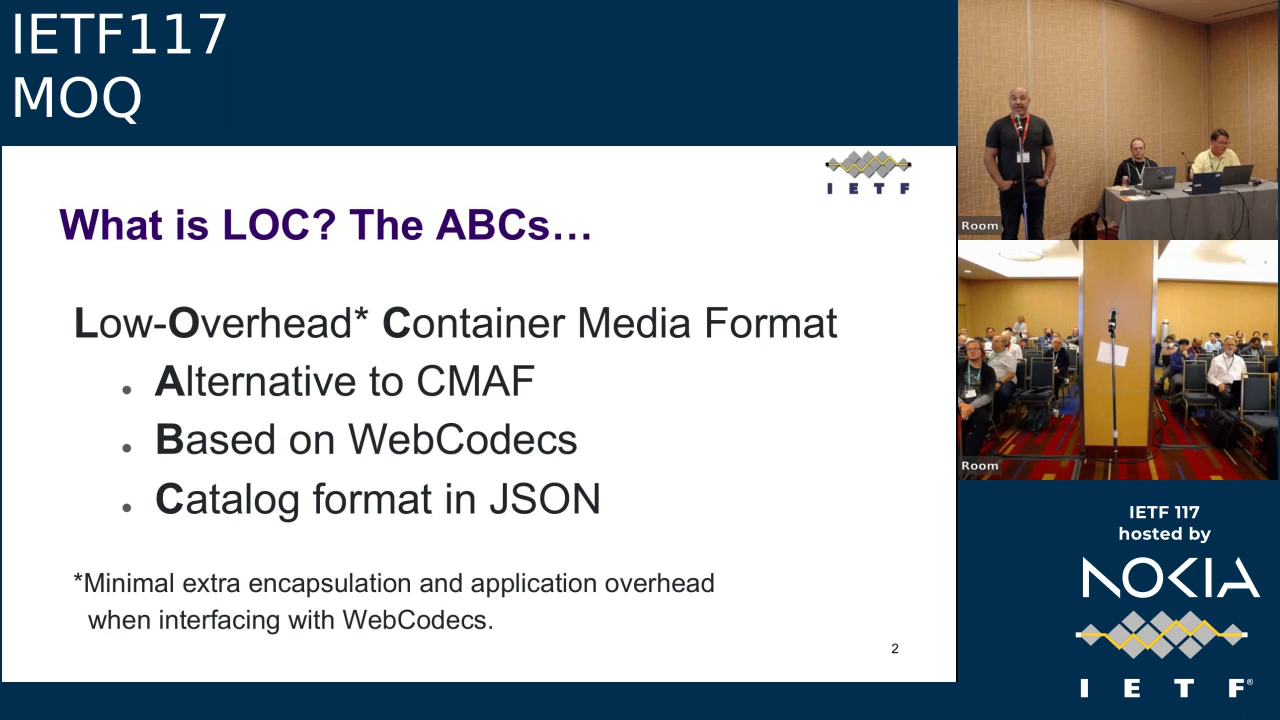 IETF117
MOQ
I E T F
What is LOC? The ABCs…
Low-Overhead* Container Media Format
• Alternative to CMAF
• Based on WebCodecs
• Catalog format in JSON
*Minimal extra encapsulation and application overhead
when interfacing with WebCodecs.
2
Room
Room
IETF 117
hosted by
NOKIA
I E T F®